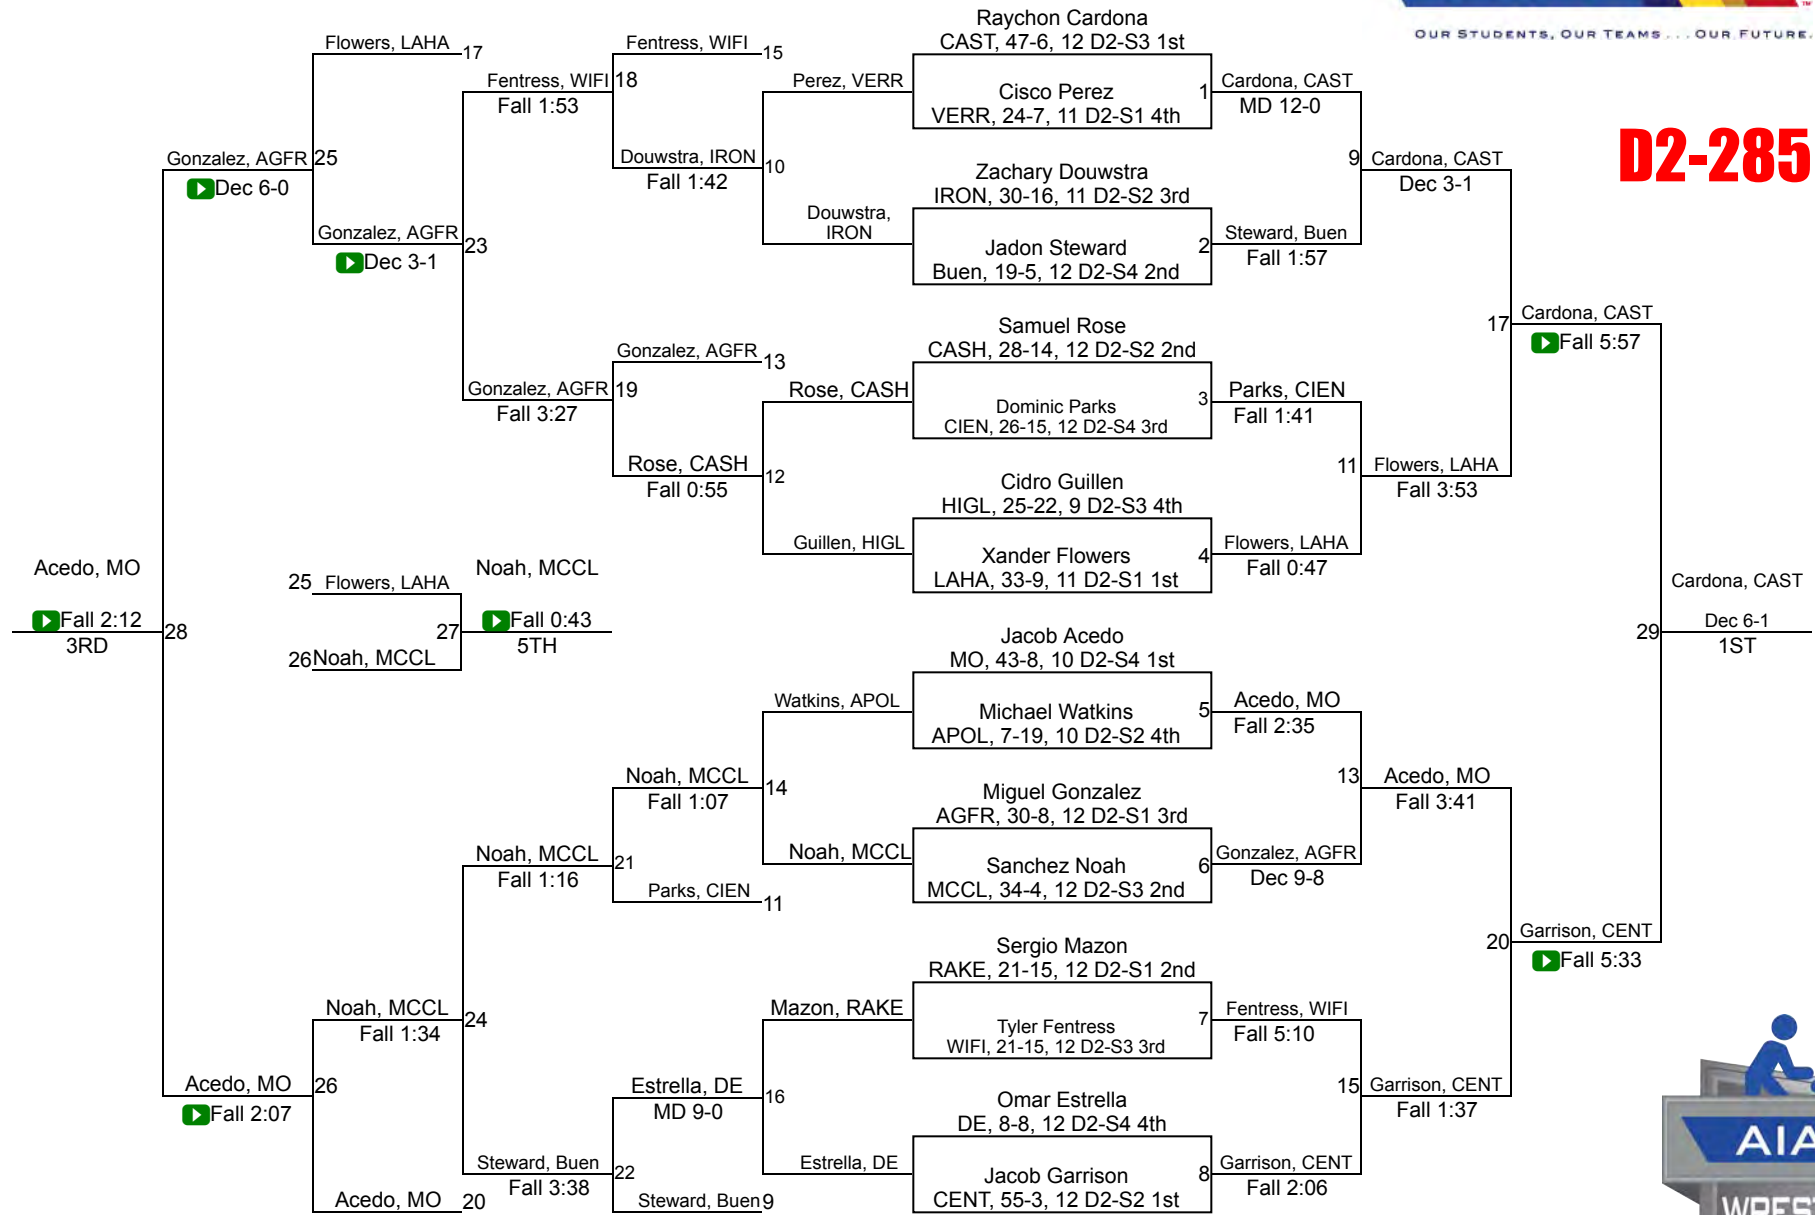 OUR STUDENTS, OUR TEAMS . . . OUR FUTURE.
TM
D2-285
Flowers, LAHA
17
Gonzalez, AGFR
25
Dec 6-0
Gonzalez, AGFR
23
Dec 3-1
Fentress, WIFI
18
Fall 1:53
Fentress, WIFI
15
Douwstra, IRON
10
Fall 1:42
Perez, VERR
Douwstra,
IRON
Gonzalez, AGFR
13
Gonzalez, AGFR
19
Fall 3:27
Rose, CASH
12
Fall 0:55
Rose, CASH
Guillen, HIGL
Raychon Cardona
CAST, 47-6, 12 D2-S3 1st
Cisco Perez
VERR, 24-7, 11 D2-S1 4th
1
Cardona, CAST
MD 12-0
Zachary Douwstra
IRON, 30-16, 11 D2-S2 3rd
Jadon Steward
Buen, 19-5, 12 D2-S4 2nd
2
Steward, Buen
Fall 1:57
9
Cardona, CAST
Dec 3-1
Samuel Rose
CASH, 28-14, 12 D2-S2 2nd
Dominic Parks
CIEN, 26-15, 12 D2-S4 3rd
3
Parks, CIEN
Fall 1:41
Cidro Guillen
HIGL, 25-22, 9 D2-S3 4th
Xander Flowers
LAHA, 33-9, 11 D2-S1 1st
4
Flowers, LAHA
Fall 0:47
11
Flowers, LAHA
Fall 3:53
17
Cardona, CAST
Fall 5:57
Acedo, MO
Fall 2:12
3RD
28
25 Flowers, LAHA
26 Noah, MCCL
27
Noah, MCCL
Fall 0:43
5TH
29
Cardona, CAST
Dec 6-1
1ST
Jacob Acedo
MO, 43-8, 10 D2-S4 1st
Michael Watkins
APOL, 7-19, 10 D2-S2 4th
5
Acedo, MO
Fall 2:35
Miguel Gonzalez
AGFR, 30-8, 12 D2-S1 3rd
Sanchez Noah
MCCL, 34-4, 12 D2-S3 2nd
6
Gonzalez, AGFR
Dec 9-8
13
Acedo, MO
Fall 3:41
Sergio Mazon
RAKE, 21-15, 12 D2-S1 2nd
Tyler Fentress
WIFI, 21-15, 12 D2-S3 3rd
7
Fentress, WIFI
Fall 5:10
Omar Estrella
DE, 8-8, 12 D2-S4 4th
Jacob Garrison
CENT, 55-3, 12 D2-S2 1st
8
Garrison, CENT
Fall 2:06
15
Garrison, CENT
Fall 1:37
20
Garrison, CENT
Fall 5:33
Watkins, APOL
Noah, MCCL
14
Fall 1:07
Noah, MCCL
Noah, MCCL
21
Fall 1:16
Parks, CIEN
11
Noah, MCCL
24
Fall 1:34
Mazon, RAKE
Estrella, DE
16
MD 9-0
Estrella, DE
Steward, Buen
22
Fall 3:38
Steward, Buen
9
Acedo, MO
26
Fall 2:07
Acedo, MO
20
AIA
WREST